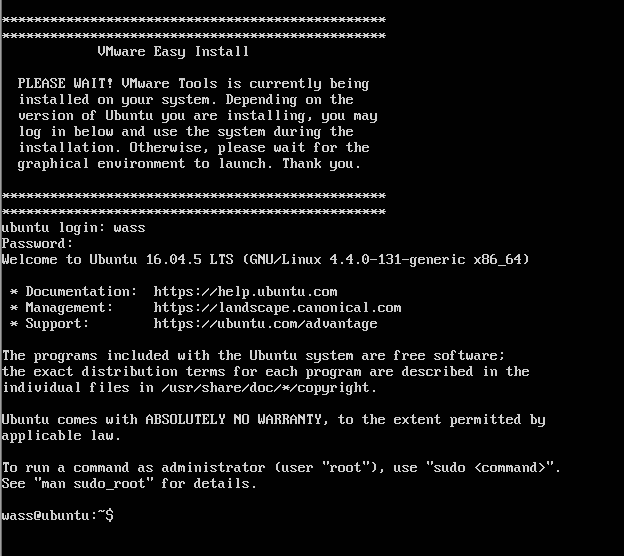 ************************************************
************************************************
VMware Easy Install
PLEASE WAIT! VMware Tools is currently being
installed on your system. Depending on the
version of Ubuntu you are installing, you may
log in below and use the system during the
installation. Otherwise, please wait for the
graphical environment to launch. Thank you.
************************************************
************************************************
ubuntu login: wass
Password:
Welcome to Ubuntu 16.04.5 LTS (GNU/Linux 4.4.0-131-generic x86_64)
* Documentation:  https://help.ubuntu.com
* Management:     https://landscape.canonical.com
* Support:        https://ubuntu.com/advantage
The programs included with the Ubuntu system are free software;
the exact distribution terms for each program are described in the
individual files in /usr/share/doc/*/copyright.
Ubuntu comes with ABSOLUTELY NO WARRANTY, to the extent permitted by
applicable law.
To run a command as administrator (user "root"), use "sudo <command>".
See "man sudo_root" for details.
wass@ubuntu:~$